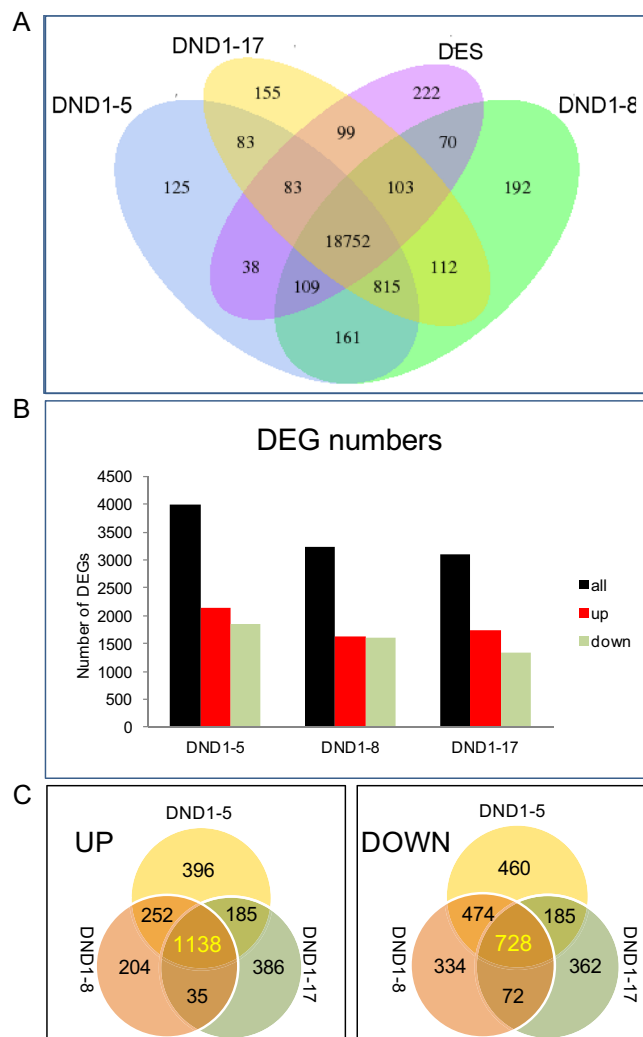 A
DND1-17
DES
DND1-5
DND1-8
155
222
83
99
70
125
83
103
192
18752
38
112
109
815
161
B
DEG numbers
Number of DEGs
4500
4000
3500
3000
2500
2000
1500
1000
500
0
all
up
down
DND1-5
DND1-8
DND1-17
C
UP
DND1-5
396
252
185
1138
DND1-8
204
386
DND1-17
35
DOWN
DND1-5
460
474
185
728
DND1-8
334
362
DND1-17
72